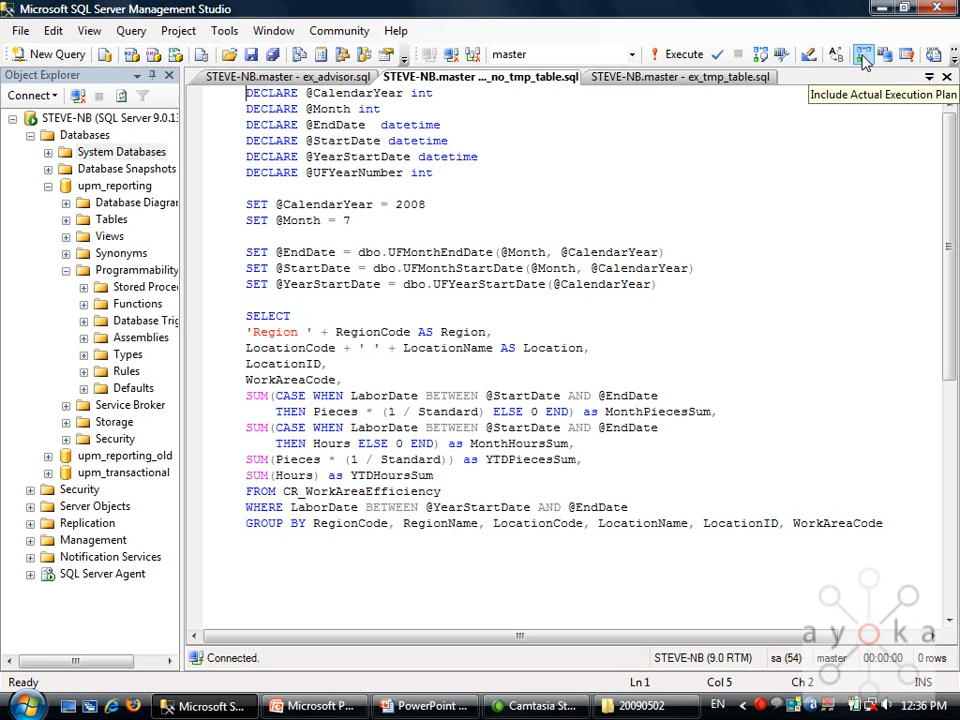 Microsoft SQL Server Management Studio
File Edit View Query Project Tools Window Community Help
New Query master Execute
Object Explorer
STEVE-NB.master - ex_advisor.sql STEVE-NB.master ..._no_tmp_table.sql STEVE-NB.master - ex_tmp_table.sql
Connect
Include Actual Execution Plan
STEVE-NB (SQL Server 9.0.13
Databases
System Databases
Database Snapshots
upm_reporting
Database Diagra
Tables
Views
Synonyms
Programmability
Stored Proce
Functions
Database Trig
Assemblies
Types
Rules
Defaults
Service Broker
Storage
Security
upm_reporting_old
upm_transactional
Security
Server Objects
Replication
Management
Notification Services
SQL Server Agent
DECLARE @CalendarYear int
DECLARE @Month int
DECLARE @EndDate  datetime
DECLARE @StartDate datetime
DECLARE @YearStartDate datetime
DECLARE @UFYearNumber int
SET @CalendarYear = 2008
SET @Month = 7
SET @EndDate = dbo.UFMonthEndDate(@Month, @CalendarYear)
SET @StartDate = dbo.UFMonthStartDate(@Month, @CalendarYear)
SET @YearStartDate = dbo.UFYearStartDate(@CalendarYear)
SELECT
'Region ' + RegionCode AS Region,
LocationCode + ' ' + LocationName AS Location,
LocationID,
WorkAreaCode,
SUM(CASE WHEN LaborDate BETWEEN @StartDate AND @EndDate
THEN Pieces * (1 / Standard) ELSE 0 END) as MonthPiecesSum,
SUM(CASE WHEN LaborDate BETWEEN @StartDate AND @EndDate
THEN Hours ELSE 0 END) as MonthHoursSum,
SUM(Pieces * (1 / Standard)) as YTDPiecesSum,
SUM(Hours) as YTDHoursSum
FROM CR_WorkAreaEfficiency
WHERE LaborDate BETWEEN @YearStartDate AND @EndDate
GROUP BY RegionCode, RegionName, LocationCode, LocationName, LocationID, WorkAreaCode
ayoka
Connected. STEVE-NB (9.0 RTM) sa (54) master 00:00:00 0 rows
Ready Ln 1 Col 5 Ch 2 INS
Microsoft S... Microsoft P... PowerPoint ... Camtasia St... 20090502 EN 12:36 PM